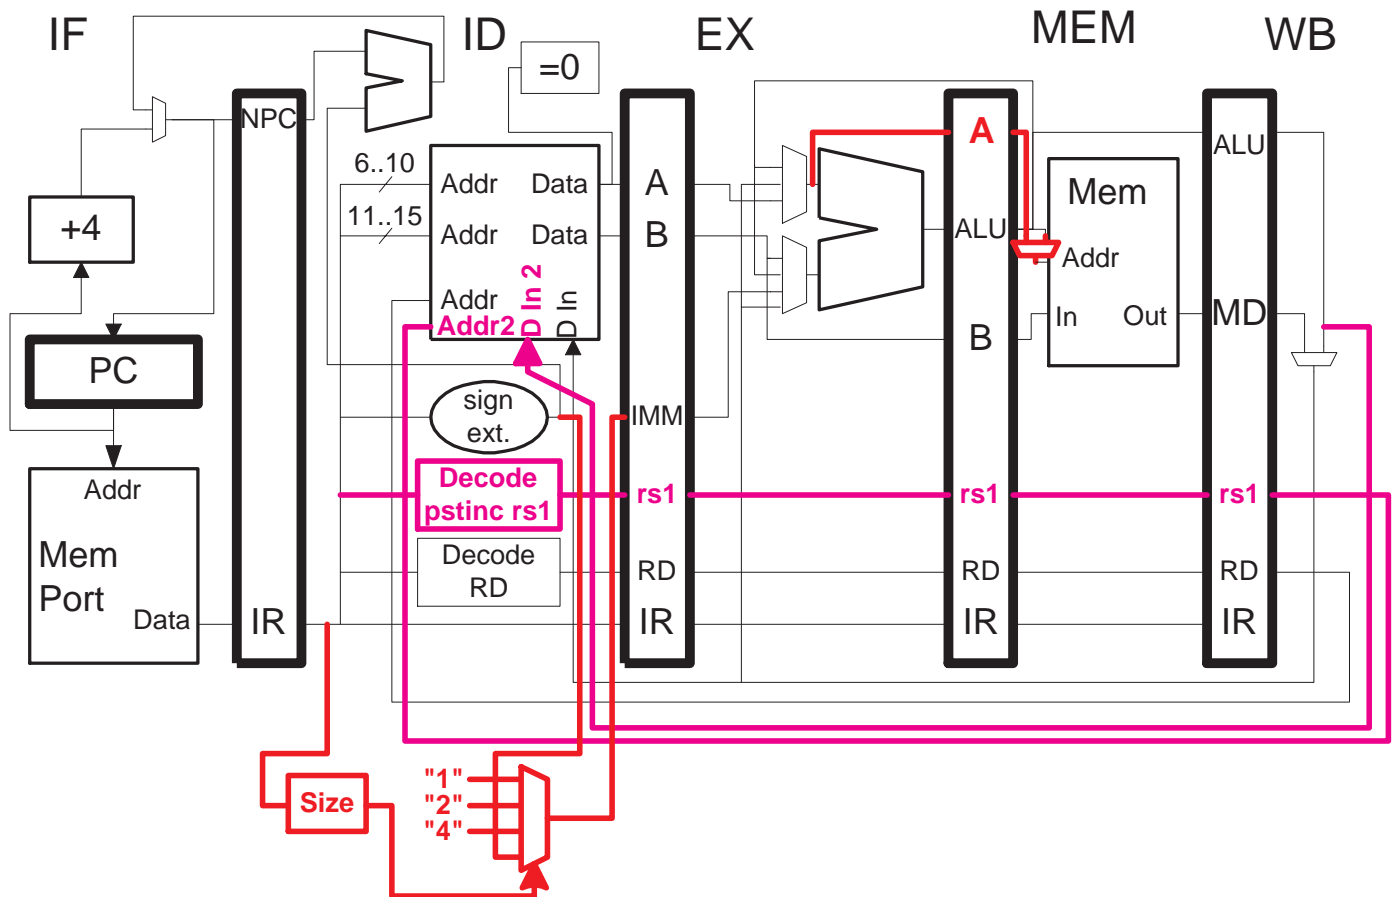 IF
ID
EX
MEM
WB
=0
NPC
A
ALU
6..10
Addr
Data
A
Mem
11..15
Addr
Data
B
ALU
+4
Addr
Addr
Addr2
D In 2
D In
In
Out
MD
B
PC
sign
ext.
IMM
Addr
Decode
pstinc rs1
rs1
rs1
rs1
Mem
Port
Decode
RD
RD
RD
RD
Data
IR
IR
IR
IR
"1"
"2"
"4"
Size